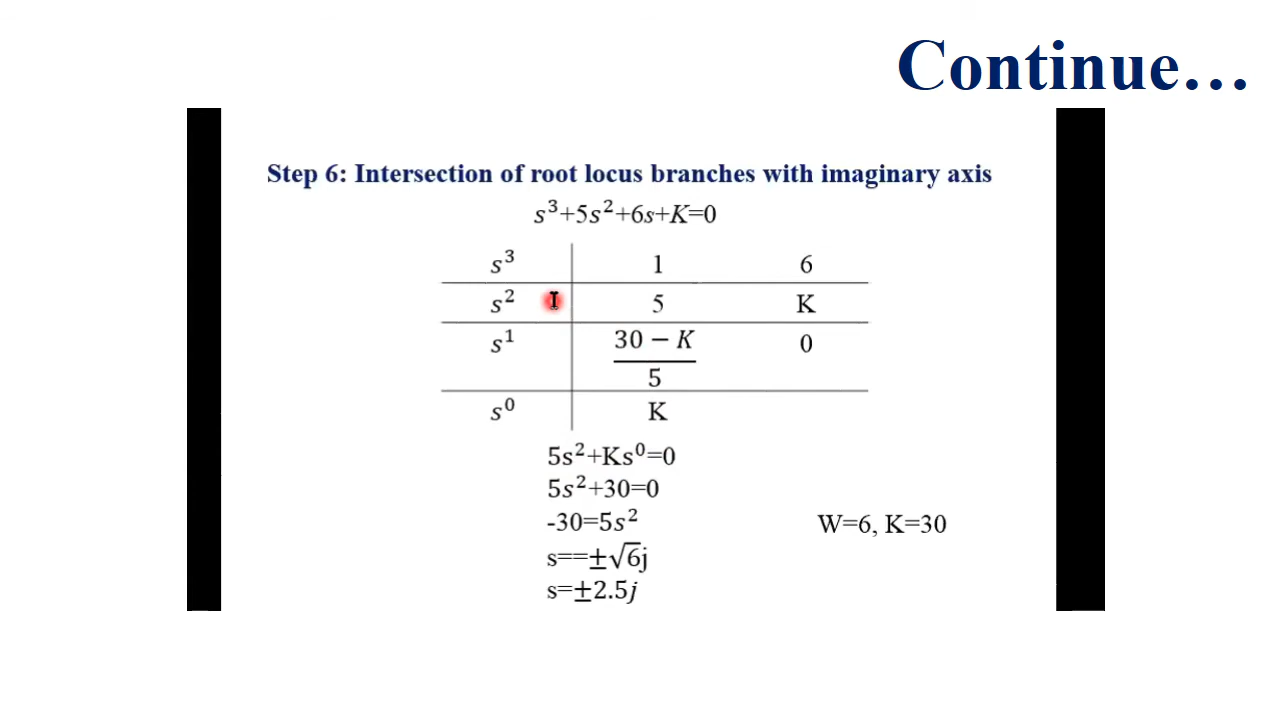 Continue…
Step 6: Intersection of root locus branches with imaginary axis
s³+5s²+6s+K=0
s³ 1 6
s² 5 K
s¹ (30 − K)/5 0
s⁰ K
5s²+Ks⁰=0
5s²+30=0
-30=5s²
W=6, K=30
s==±√6j
s=±2.5j